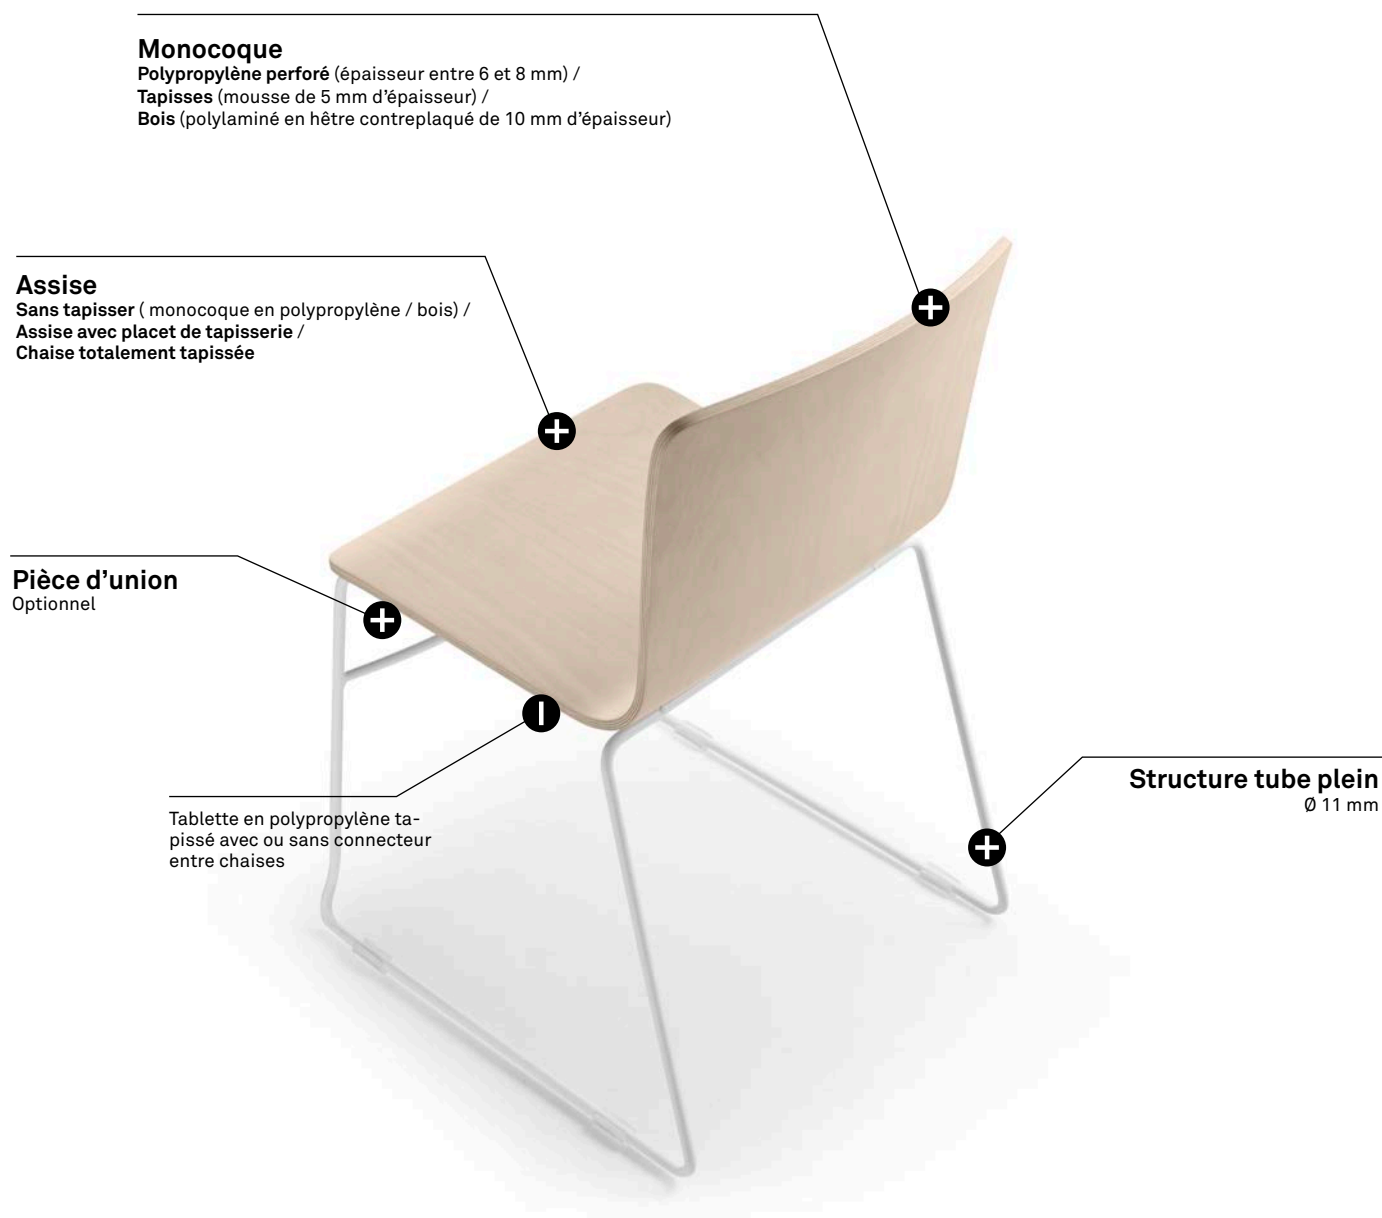 Monocoque
Polypropylène perforé (épaisseur entre 6 et 8 mm) /
Tapisses (mousse de 5 mm d'épaisseur) /
Bois (polylaminé en hêtre contreplaqué de 10 mm d'épaisseur)
Assise
Sans tapisser ( monocoque en polypropylène / bois) /
Assise avec placet de tapisserie /
Chaise totalement tapissée
Pièce d'union
Optionnel
Structure tube plein
Ø 11 mm
Tablette en polypropylène ta-
pissé avec ou sans connecteur
entre chaises